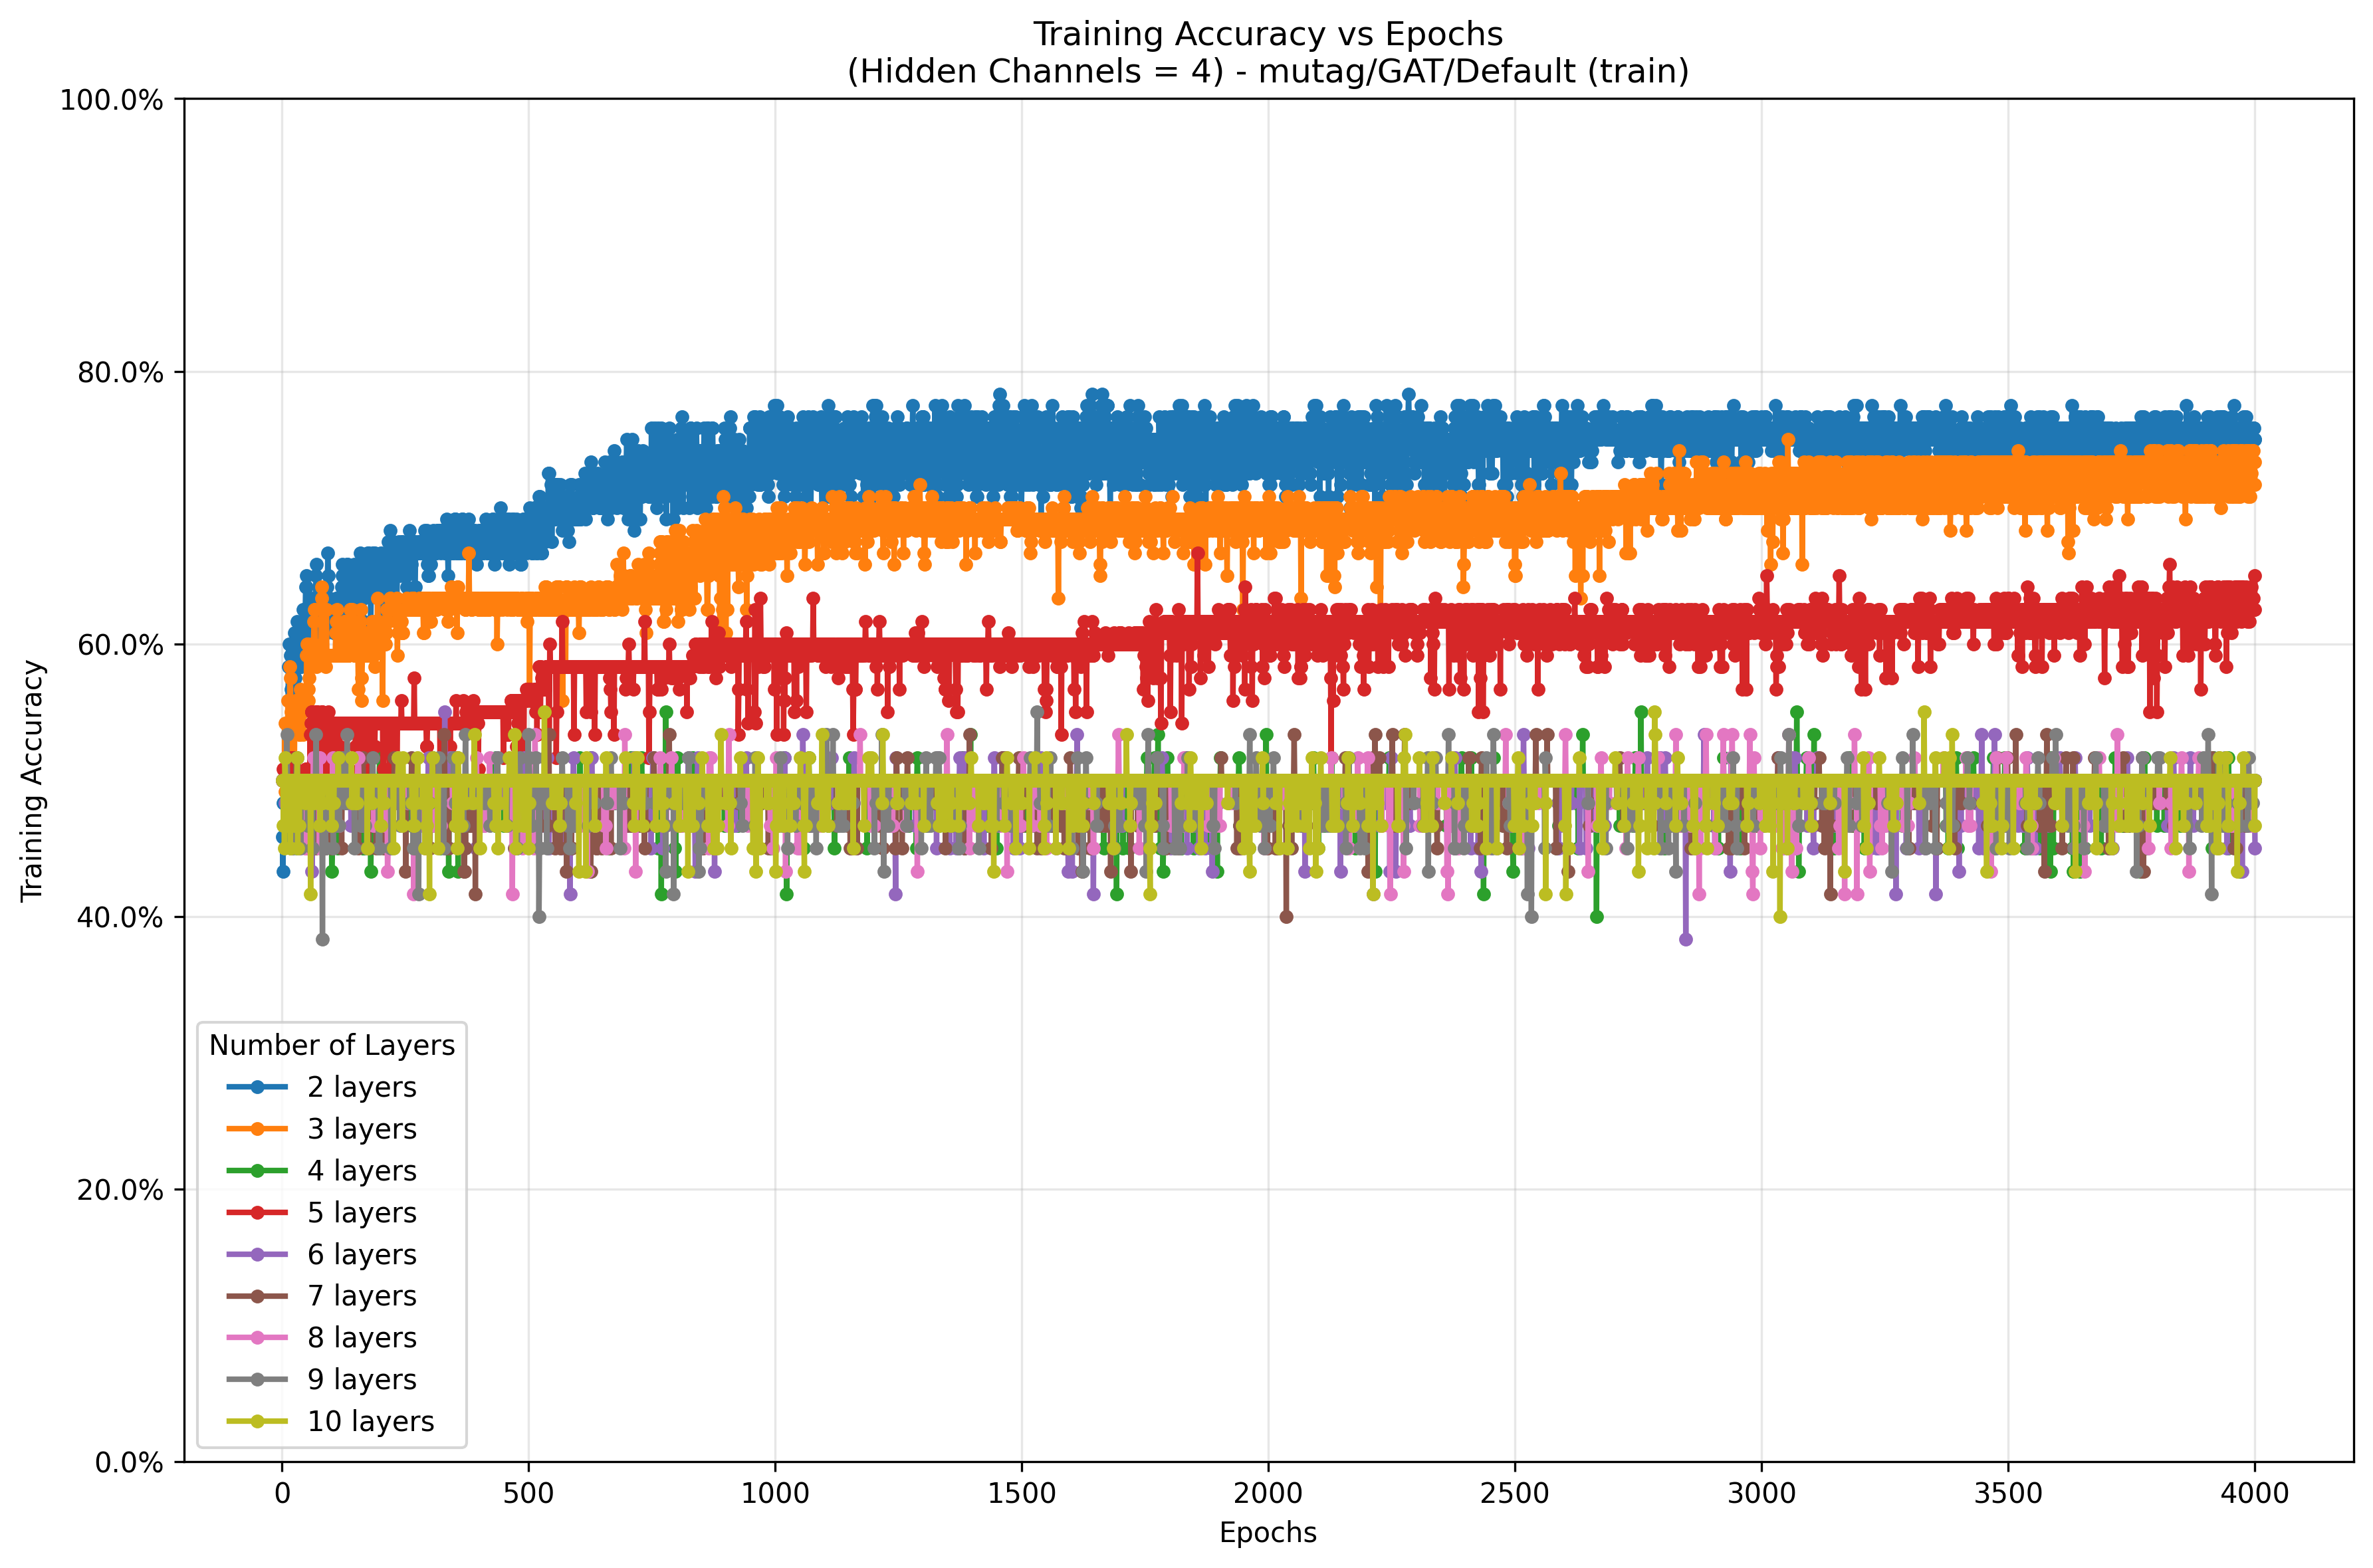 Training Accuracy vs Epochs
(Hidden Channels = 4) - mutag/GAT/Default (train)
Training Accuracy
100.0%
80.0%
60.0%
40.0%
20.0%
0.0%
Number of Layers
2 layers
3 layers
4 layers
5 layers
6 layers
7 layers
8 layers
9 layers
10 layers
0 500 1000 1500 2000 2500 3000 3500 4000
Epochs